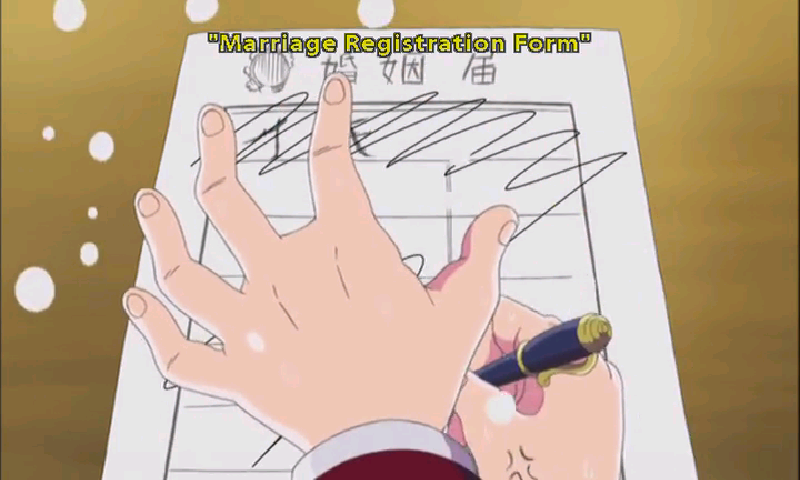 "Marriage Registration Form"
婚姻届